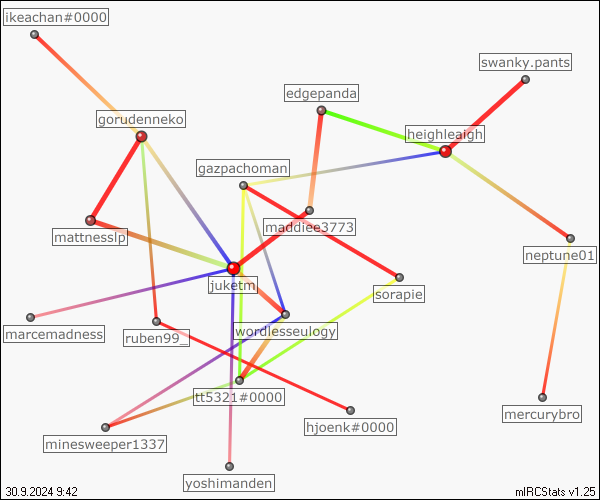 ikeachan#0000
swanky.pants
edgepanda
gorudenneko
heighleaigh
gazpachoman
maddiee3773
mattnesslp
neptune01
juketm
sorapie
marcemadness
ruben99_
wordlesseulogy
tt5321#0000
mercurybro
hjoenk#0000
minesweeper1337
yoshimanden
30.9.2024 9:42
mIRCStats v1.25